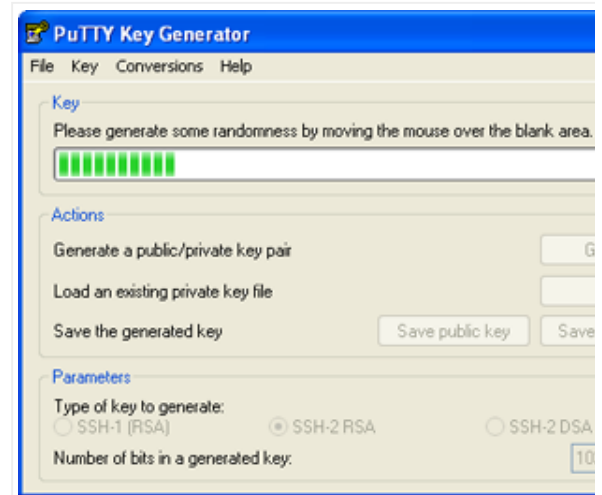 PuTTY Key Generator
File Key Conversions Help
Key
Please generate some randomness by moving the mouse over the blank area.
Actions
Generate a public/private key pair
G
Load an existing private key file
Save the generated key
Save public key
Save
Parameters
Type of key to generate:
SSH-1 (RSA) SSH-2 RSA SSH-2 DSA
Number of bits in a generated key: